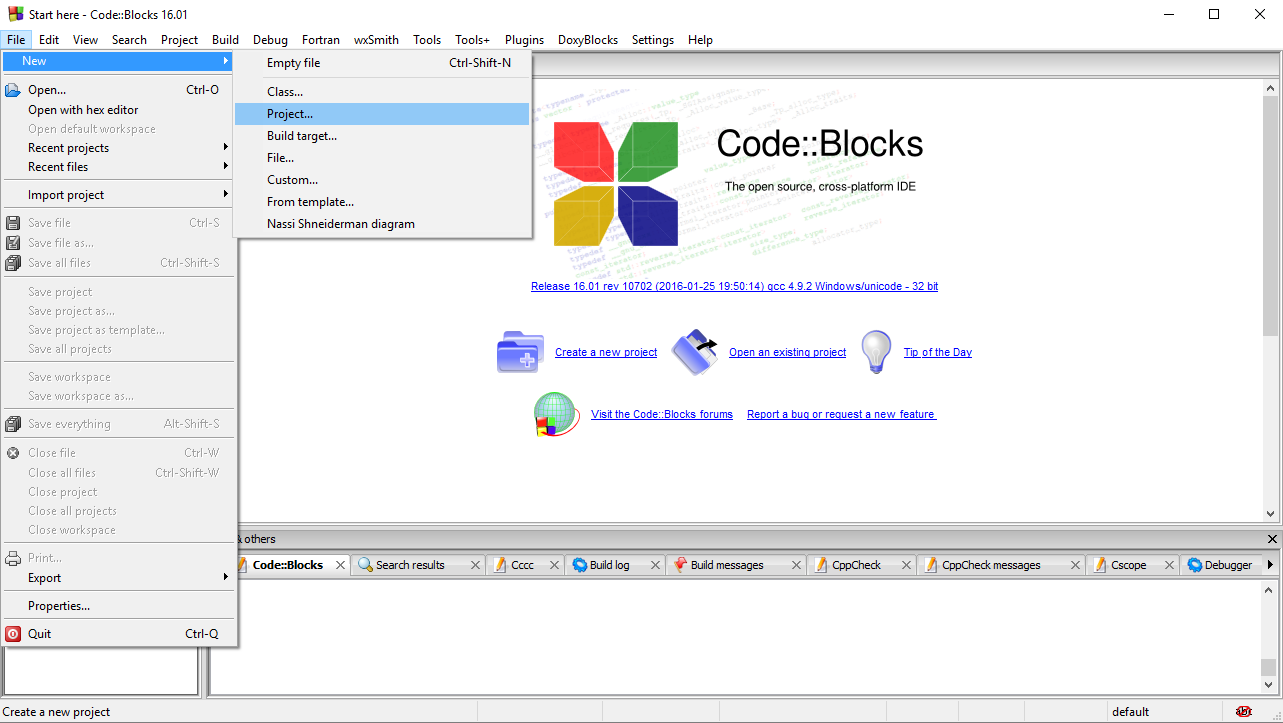 Start here - Code::Blocks 16.01
File Edit View Search Project Build Debug Fortran wxSmith Tools Tools+ Plugins DoxyBlocks Settings Help
New
Open... Ctrl-O
Open with hex editor
Open default workspace
Recent projects
Recent files
Import project
Save file Ctrl-S
Save file as...
Save all files Ctrl-Shift-S
Save project
Save project as...
Save project as template...
Save all projects
Save workspace
Save workspace as...
Save everything Alt-Shift-S
Close file Ctrl-W
Close all files Ctrl-Shift-W
Close project
Close all projects
Close workspace
Print...
Export
Properties...
Quit Ctrl-Q
Empty file Ctrl-Shift-N
Class...
Project...
Build target...
File...
Custom...
From template...
Nassi Shneiderman diagram
Code::Blocks
The open source, cross-platform IDE
Release 16.01 rev 10702 (2016-01-25 19:50:14) gcc 4.9.2 Windows/unicode - 32 bit
Create a new project Open an existing project Tip of the Day
Visit the Code::Blocks forums Report a bug or request a new feature
& others
Code::Blocks Search results Cccc Build log Build messages CppCheck CppCheck messages Cscope Debugger
Create a new project default abc